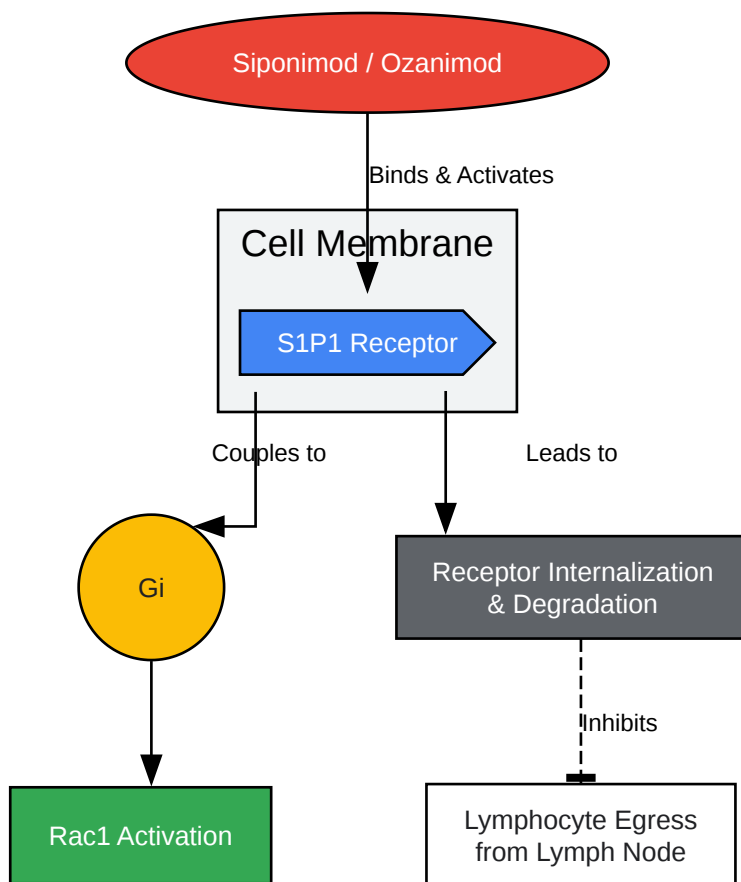 Siponimod / Ozanimod
Binds & Activates
Cell Membrane
S1P1 Receptor
Couples to
Leads to
Gi
Receptor Internalization
& Degradation
Inhibits
Rac1 Activation
Lymphocyte Egress
from Lymph Node